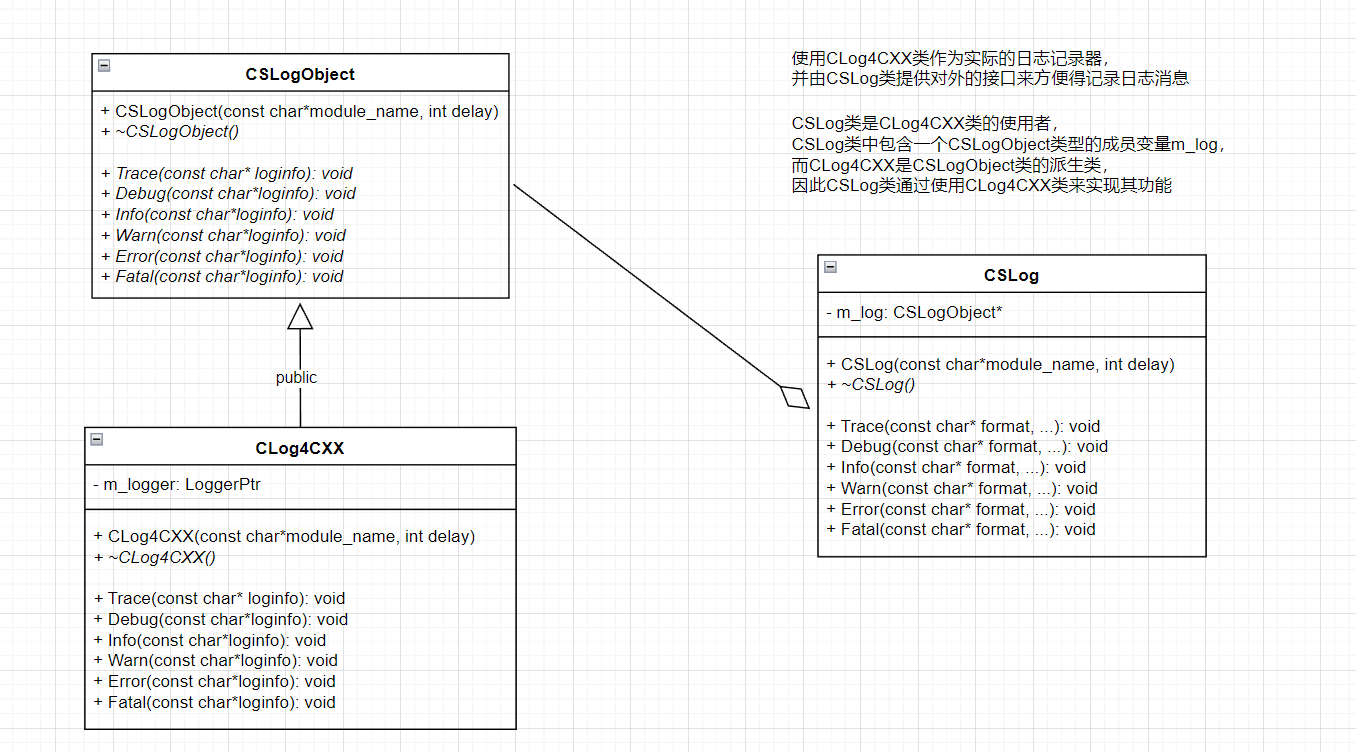 CSLogObject
+ CSLogObject(const char*module_name, int delay)
+ ~CSLogObject()
+ Trace(const char* loginfo): void
+ Debug(const char*loginfo): void
+ Info(const char*loginfo): void
+ Warn(const char*loginfo): void
+ Error(const char*loginfo): void
+ Fatal(const char*loginfo): void
public
CLog4CXX
- m_logger: LoggerPtr
+ CLog4CXX(const char*module_name, int delay)
+ ~CLog4CXX()
+ Trace(const char* loginfo): void
+ Debug(const char*loginfo): void
+ Info(const char*loginfo): void
+ Warn(const char*loginfo): void
+ Error(const char*loginfo): void
+ Fatal(const char*loginfo): void
使用CLog4CXX类作为实际的日志记录器，
并由CSLog类提供对外的接口来方便得记录日志消息
CSLog类是CLog4CXX类的使用者，
CSLog类中包含一个CSLogObject类型的成员变量m_log，
而CLog4CXX是CSLogObject类的派生类，
因此CSLog类通过使用CLog4CXX类来实现其功能
CSLog
- m_log: CSLogObject*
+ CSLog(const char*module_name, int delay)
+ ~CSLog()
+ Trace(const char* format, ...): void
+ Debug(const char* format, ...): void
+ Info(const char* format, ...): void
+ Warn(const char* format, ...): void
+ Error(const char* format, ...): void
+ Fatal(const char* format, ...): void